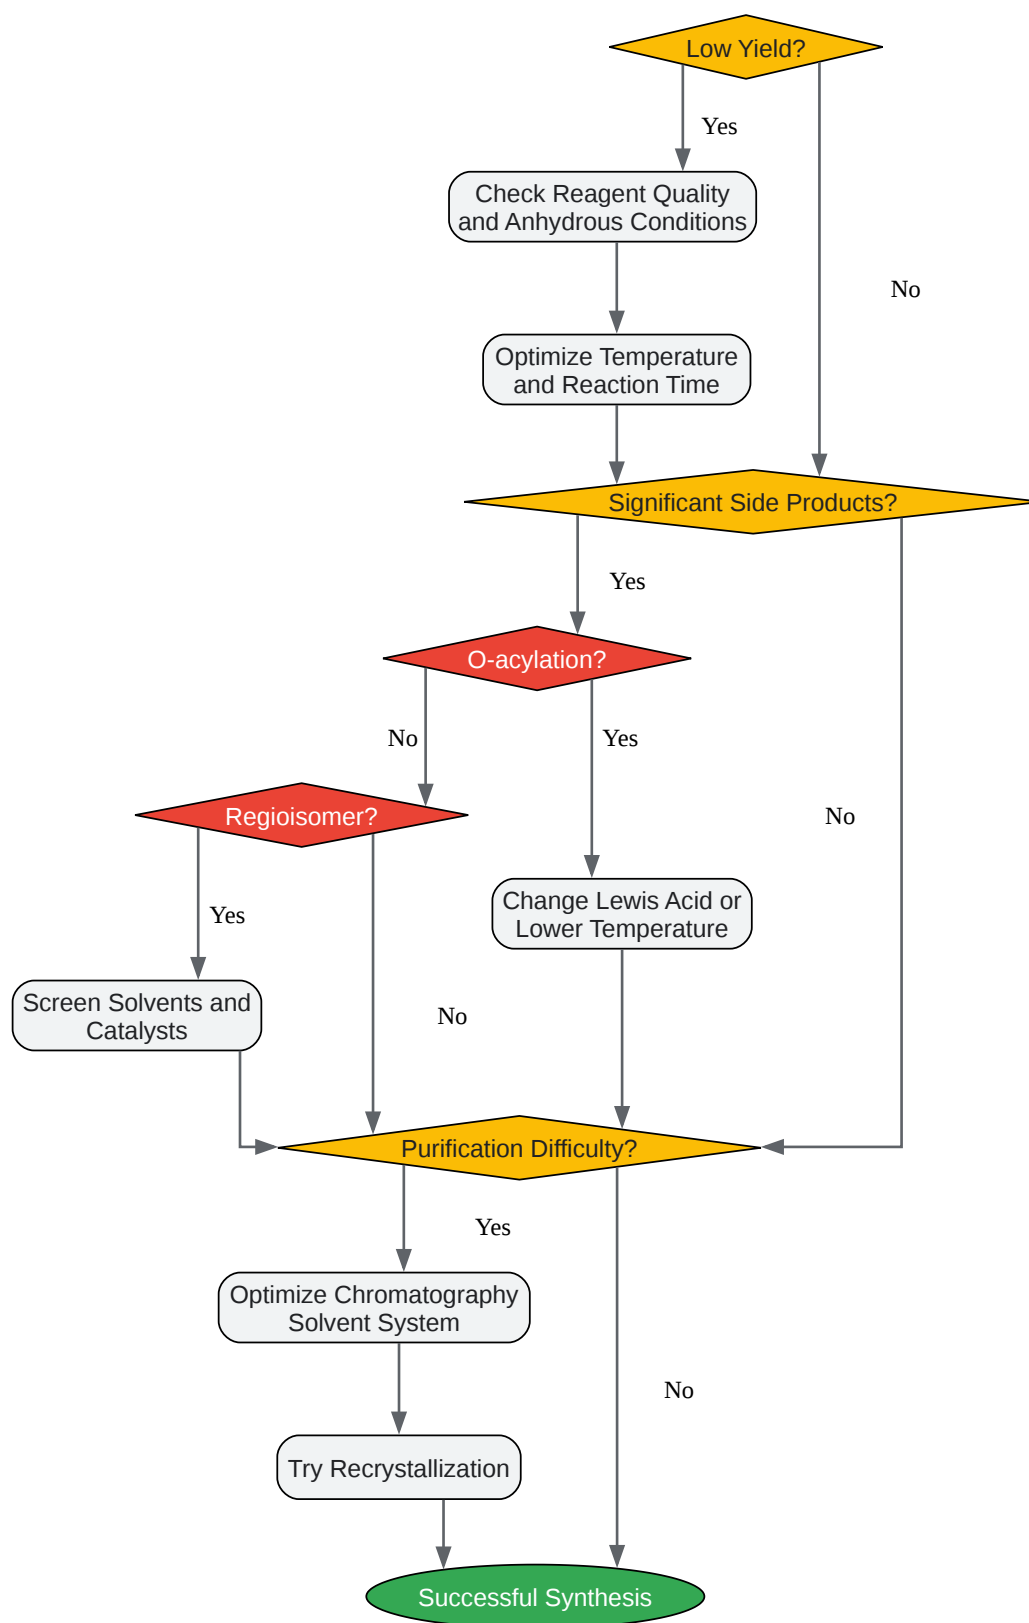 Low Yield?
Yes
Check Reagent Quality
and Anhydrous Conditions
No
Optimize Temperature
and Reaction Time
Significant Side Products?
Yes
O-acylation?
No
Yes
Regioisomer?
No
Yes
Change Lewis Acid or
Lower Temperature
Screen Solvents and
Catalysts
No
Purification Difficulty?
Yes
Optimize Chromatography
Solvent System
No
Try Recrystallization
Successful Synthesis